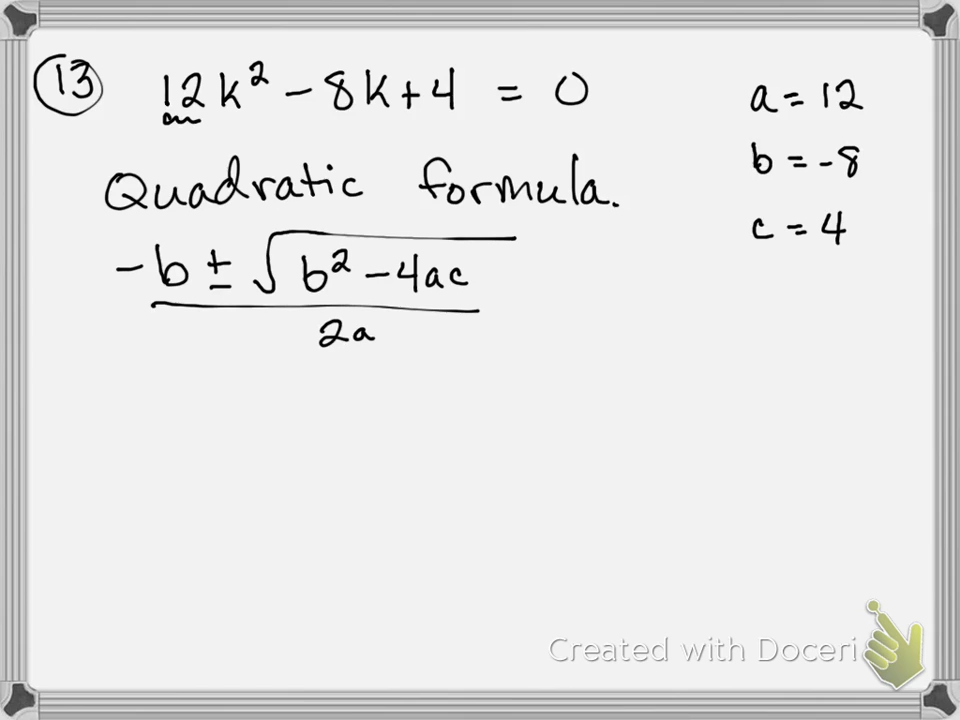 13 12k² - 8k + 4 = 0
a = 12
b = -8
c = 4
Quadratic formula.
-b ± √b² - 4ac
2a
Created with Doceri